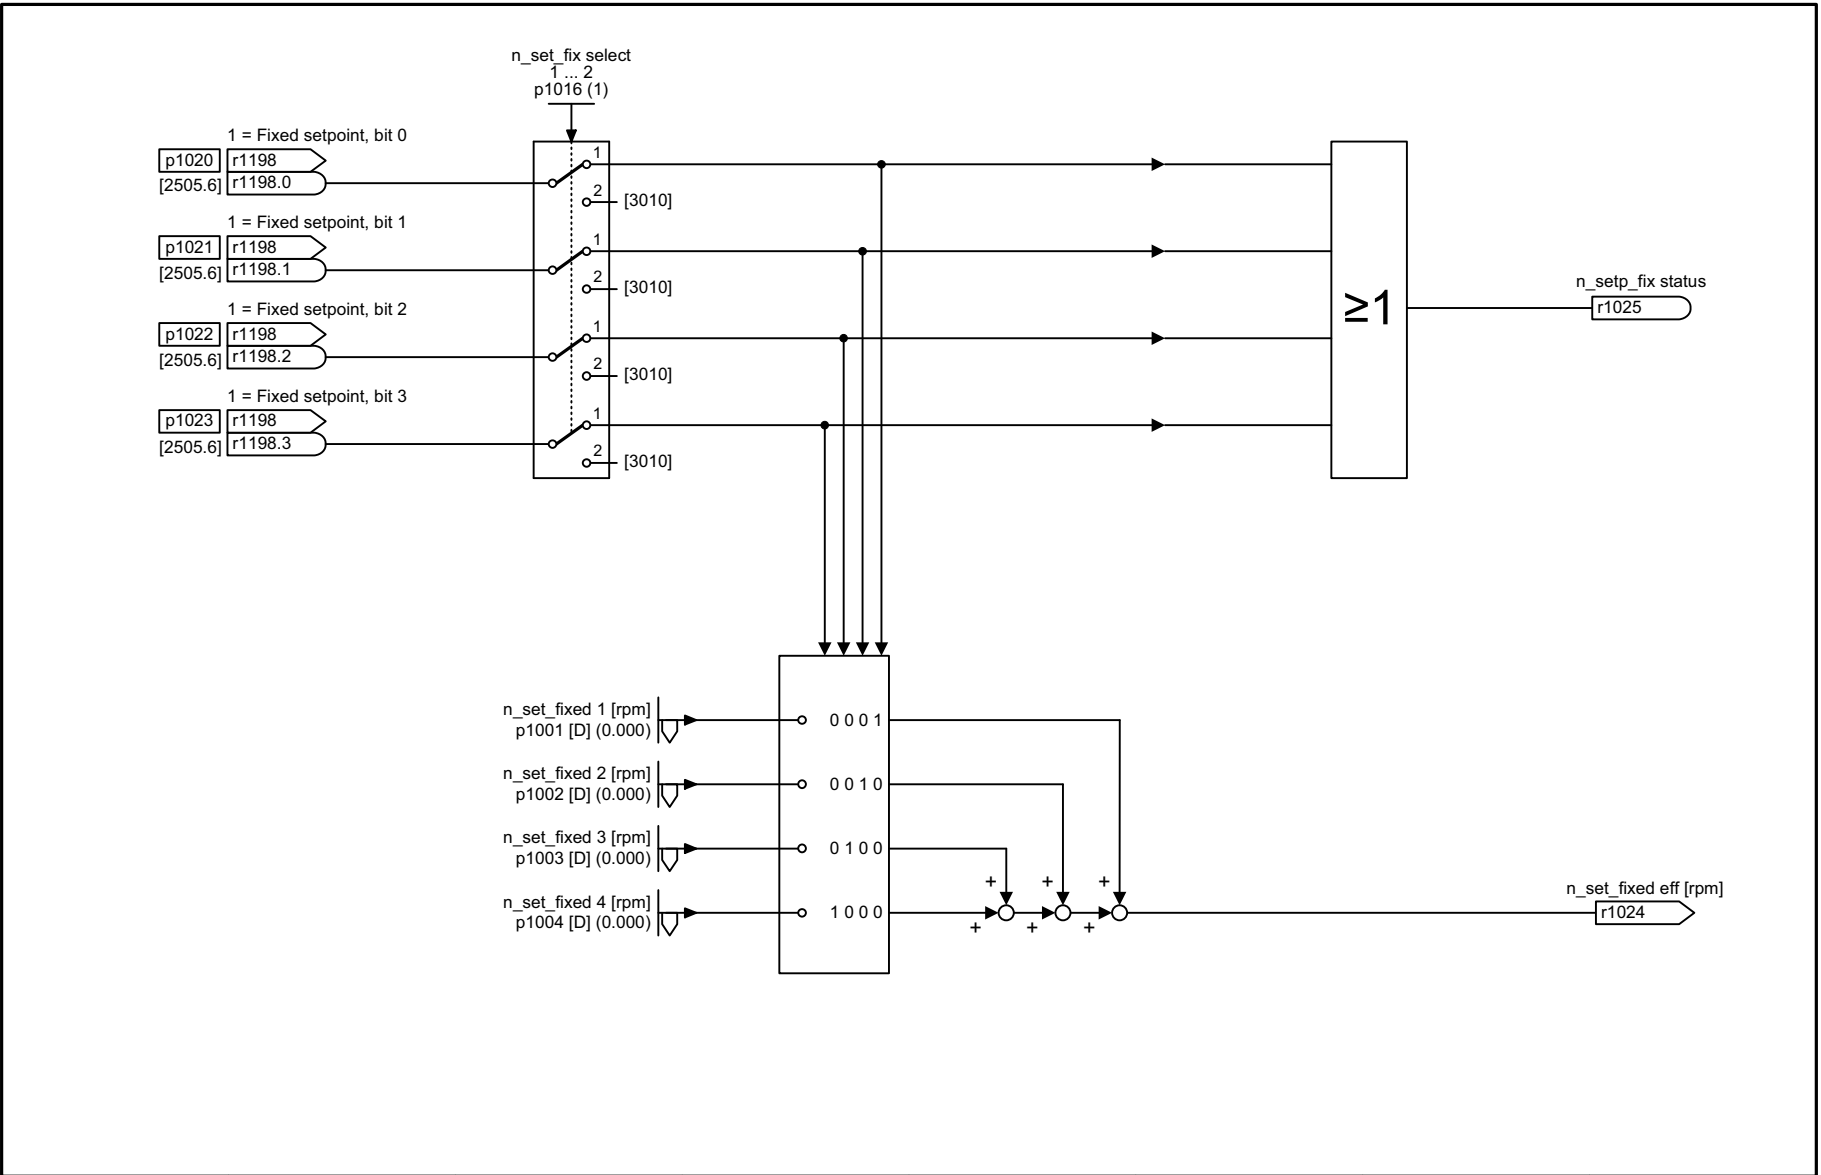 n_set_fix select
1 ... 2
p1016 (1)
1 = Fixed setpoint, bit 0
p1020 r1198
[2505.6] r1198.0
1
2 [3010]
1 = Fixed setpoint, bit 1
p1021 r1198
[2505.6] r1198.1
1
2 [3010]
1 = Fixed setpoint, bit 2
p1022 r1198
[2505.6] r1198.2
1
2 [3010]
1 = Fixed setpoint, bit 3
p1023 r1198
[2505.6] r1198.3
1
2 [3010]
≥1
n_setp_fix status
r1025
n_set_fixed 1 [rpm]
p1001 [D] (0.000)
0 0 0 1
n_set_fixed 2 [rpm]
p1002 [D] (0.000)
0 0 1 0
n_set_fixed 3 [rpm]
p1003 [D] (0.000)
0 1 0 0
n_set_fixed 4 [rpm]
p1004 [D] (0.000)
1 0 0 0
+ + +
+ + +
n_set_fixed eff [rpm]
r1024